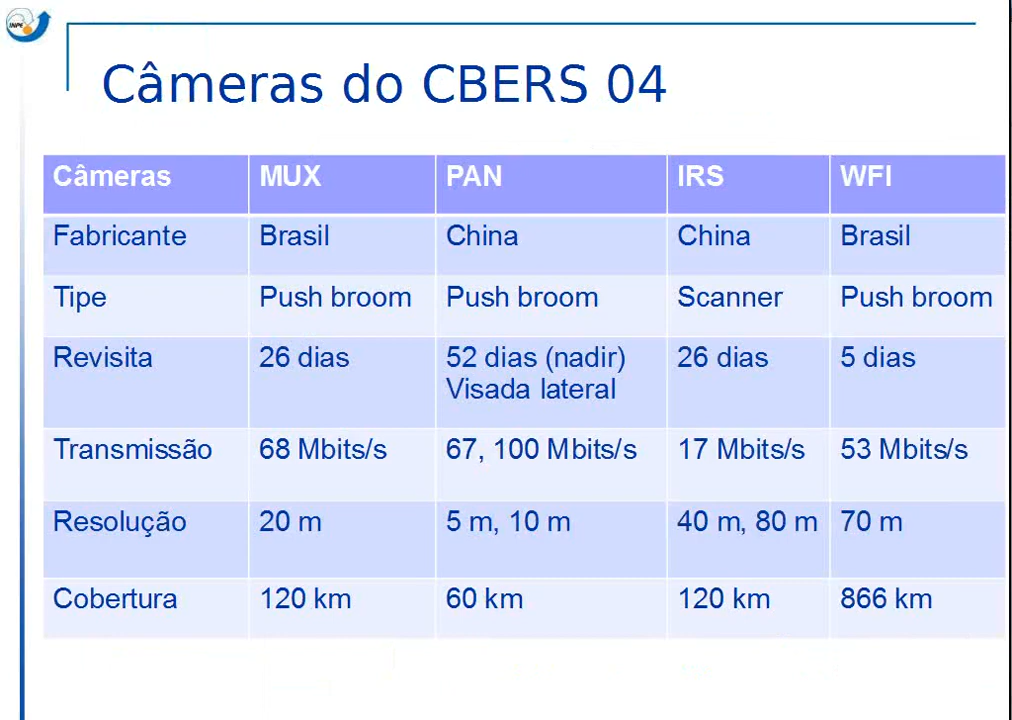 INPE
Câmeras do CBERS 04
Câmeras MUX PAN IRS WFI
Fabricante Brasil China China Brasil
Tipe Push broom Push broom Scanner Push broom
Revisita 26 dias 52 dias (nadir) 26 dias 5 dias
Visada lateral
Transmissão 68 Mbits/s 67, 100 Mbits/s 17 Mbits/s 53 Mbits/s
Resolução 20 m 5 m, 10 m 40 m, 80 m 70 m
Cobertura 120 km 60 km 120 km 866 km